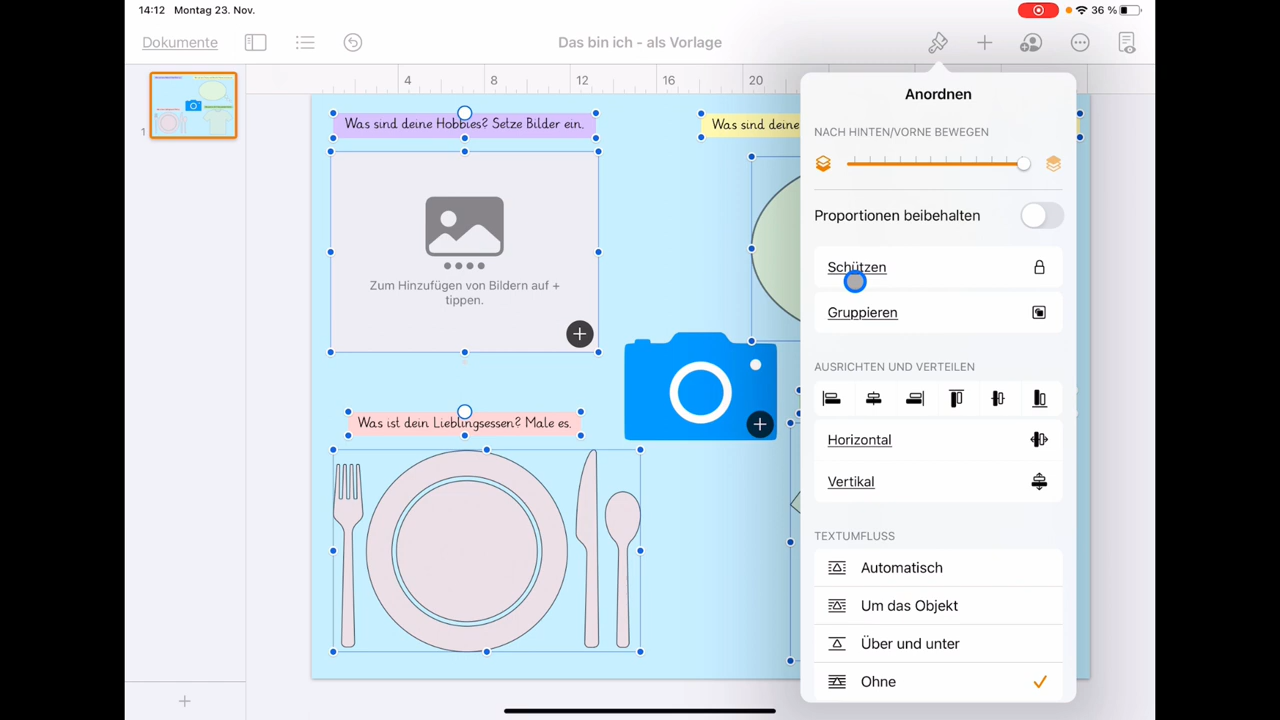 14:12 Montag 23. Nov.
36 %
Dokumente
Das bin ich - als Vorlage
4 8 12 16 20
1
Was sind deine Hobbies? Setze Bilder ein.
Was sind deine
Zum Hinzufügen von Bildern auf +
tippen.
Was ist dein Lieblingsessen? Male es.
Anordnen
NACH HINTEN/VORNE BEWEGEN
Proportionen beibehalten
Schützen
Gruppieren
AUSRICHTEN UND VERTEILEN
Horizontal
Vertikal
TEXTUMFLUSS
Automatisch
Um das Objekt
Über und unter
Ohne